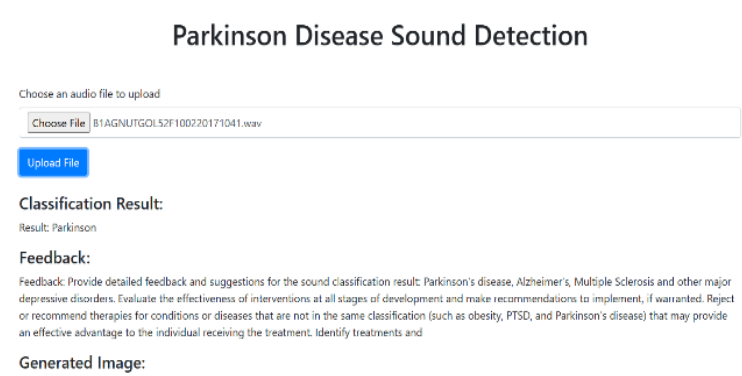 Parkinson Disease Sound Detection
Choose an audio file to upload
Choose File B1AGNUTGOL52F100220171041.wav
Upload File
Classification Result:
Result: Parkinson
Feedback:
Feedback: Provide detailed feedback and suggestions for the sound classification result: Parkinson's disease, Alzheimer's, Multiple Sclerosis and other major
depressive disorders. Evaluate the effectiveness of interventions at all stages of development and make recommendations to implement, if warranted. Reject
or recommend therapies for conditions or diseases that are not in the same classification (such as obesity, PTSD, and Parkinson's disease) that may provide
an effective advantage to the individual receiving the treatment. Identify treatments and
Generated Image: